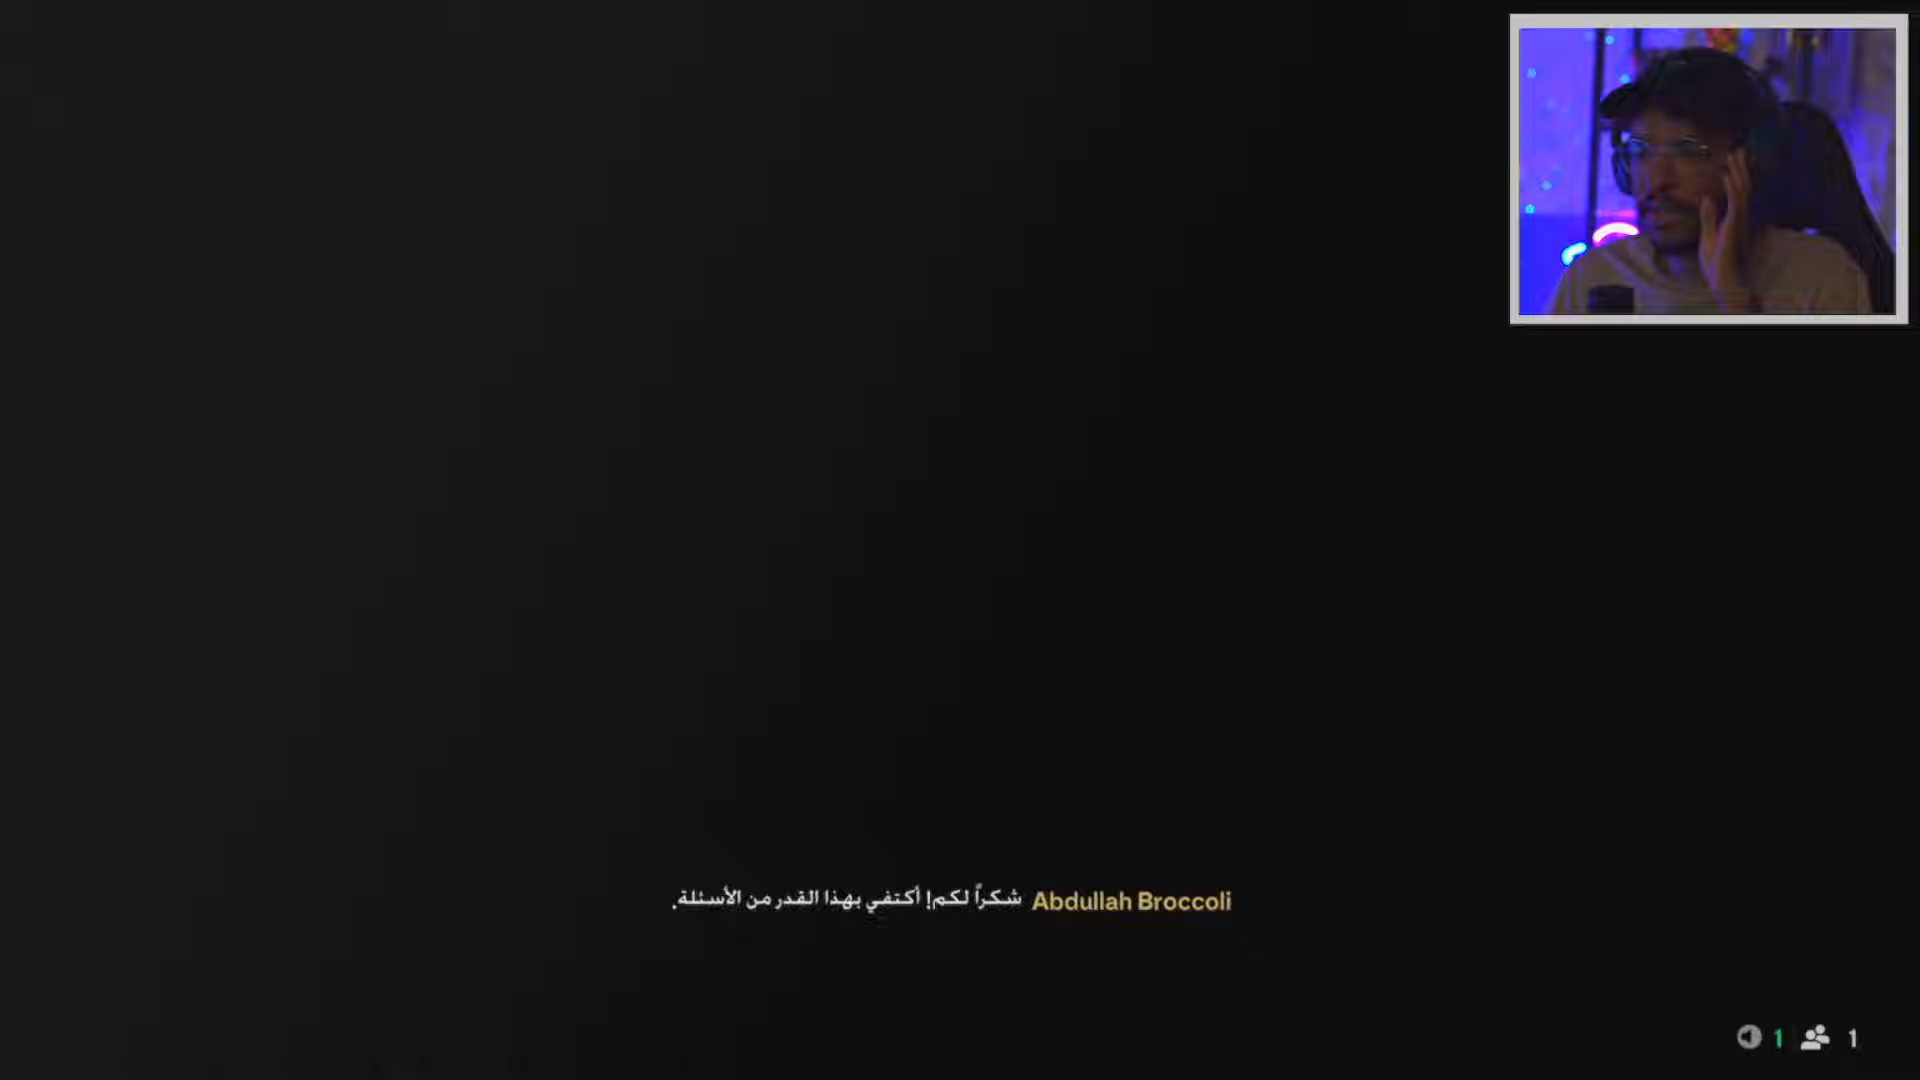 Abdullah Broccoli شكراً لكم! أكتفي بهذا القدر من الأسئلة.
1 1